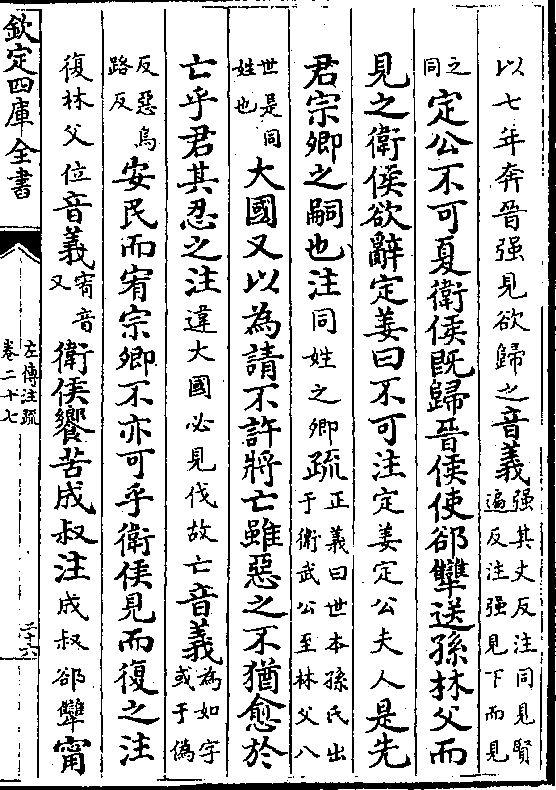 以七年奔晉强見欲歸之音義强其丈反注同見賢遍反注强見下而見
之同定公不可夏衛侯既歸晉侯使郤犫送孫林父而
見之衛侯欲辭定姜曰不可注定姜定公夫人是先
君宗卿之嗣也注同姓之卿疏正義曰世本孫氏出于衛武公至林父八
世是同姓也大國又以為請不許將亡雖惡之不猶愈於
亡乎君其忍之注違大國必見伐故亡音義為如字或于偽
反惡烏路反安民而宥宗卿不亦可乎衛侯見而復之注
復林父位音義宥音又衛侯饗苦成叔注成叔郤犫甯
欽定四庫全書
左傳注疏
卷二十七
二十六